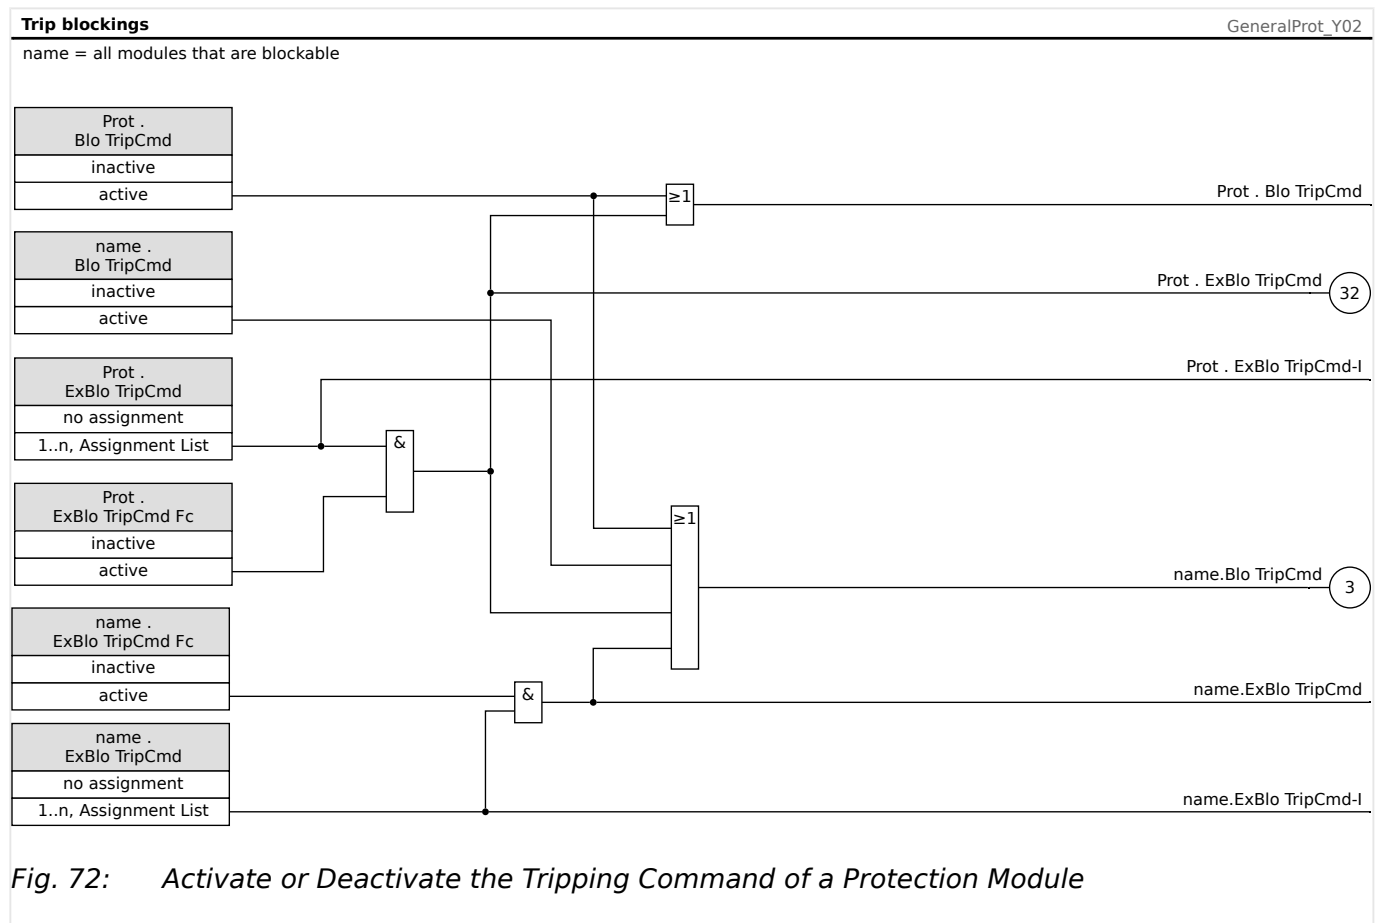 Trip blockings
GeneralProt_Y02
name = all modules that are blockable
Prot .
Blo TripCmd
inactive
active
≥1
Prot . Blo TripCmd
name .
Blo TripCmd
inactive
active
Prot . ExBlo TripCmd
32
Prot .
ExBlo TripCmd
no assignment
1..n, Assignment List
Prot . ExBlo TripCmd-I
&
Prot .
ExBlo TripCmd Fc
inactive
active
≥1
name.Blo TripCmd
3
name .
ExBlo TripCmd Fc
inactive
active
&
name.ExBlo TripCmd
name .
ExBlo TripCmd
no assignment
1..n, Assignment List
name.ExBlo TripCmd-I
Fig. 72: Activate or Deactivate the Tripping Command of a Protection Module